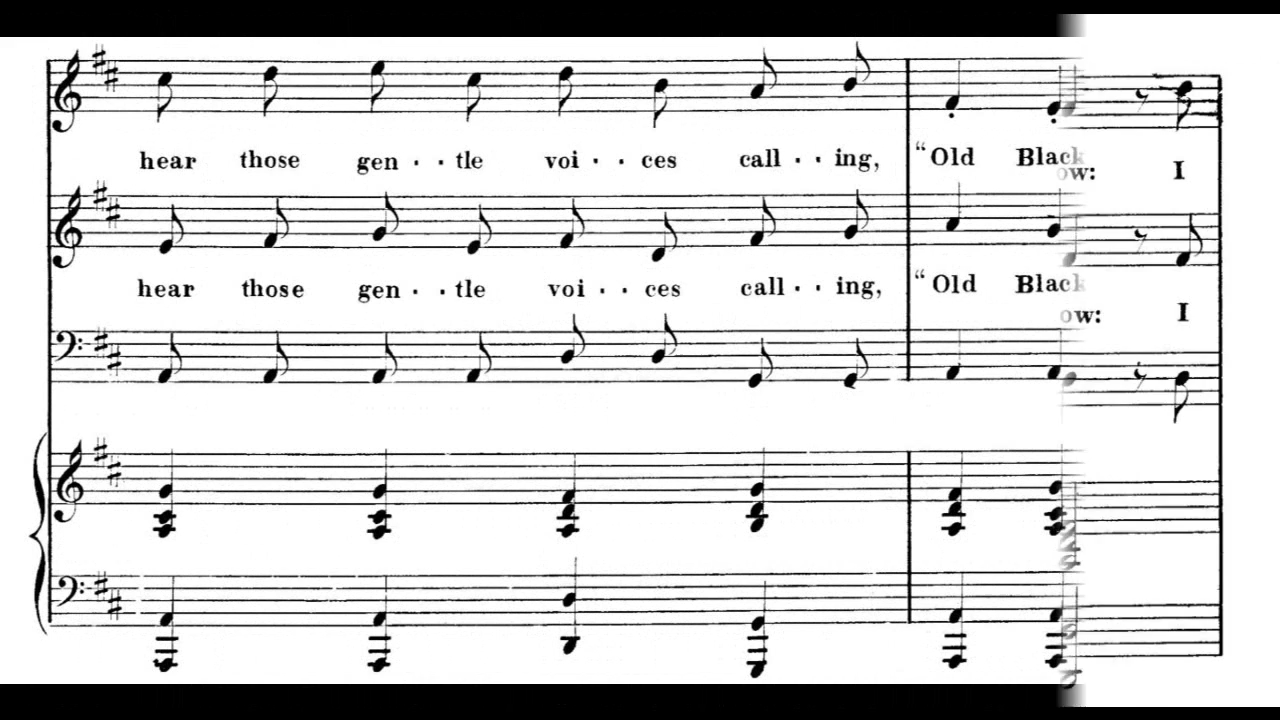 hear those gen · · tle voi · · ces call · · ing, “Old Black
ow: I
hear those gen · · tle voi · · ces call · · ing, “Old Black
ow: I